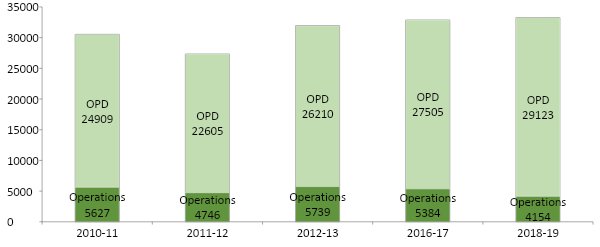 35000
30000
25000
20000
15000
10000
5000
0
OPD
24909
OPD
22605
OPD
26210
OPD
27505
OPD
29123
Operations
5627
Operations
4746
Operations
5739
Operations
5384
Operations
4154
2010-11 2011-12 2012-13 2016-17 2018-19